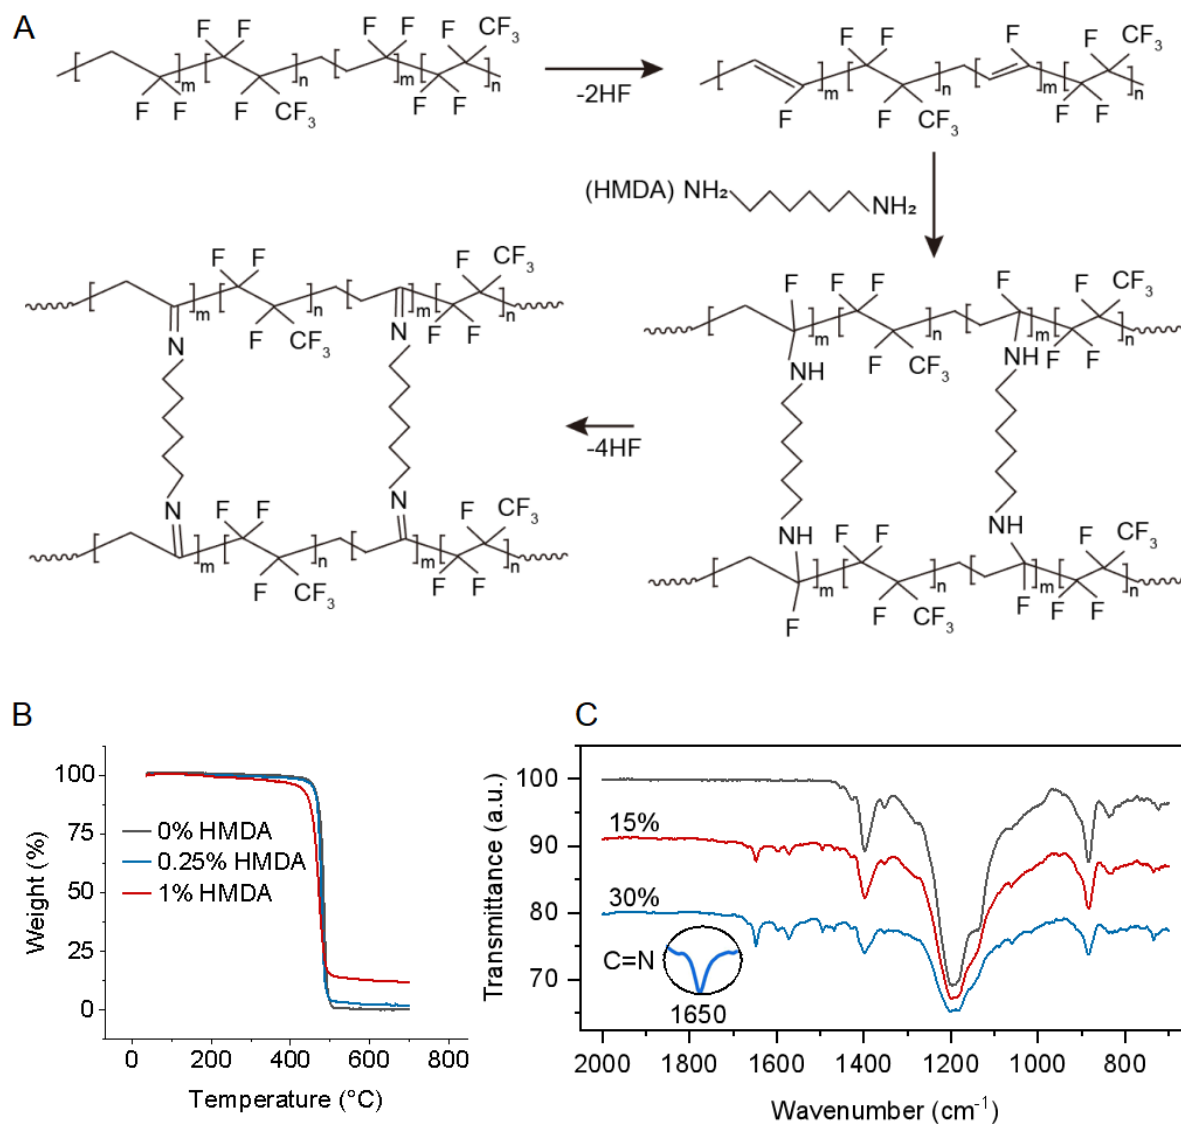 A
F F F F F CF₃
m n m n
F F F CF₃ F F
-2HF
F F F F CF₃
m n m n
F F CF₃ F F
(HMDA) NH₂ NH₂
F F F CF₃
m n m n
N F CF₃ N F F
F F F F F CF₃
m n m n
NH F CF₃ NH F F
-4HF
N N
F F F CF₃
m n m n
F CF₃ F F
NH NH
F F F CF₃
m n m n
F F CF₃ F F F
B
Weight (%)
100
75
50
25
0
0% HMDA
0.25% HMDA
1% HMDA
0 200 400 600 800
Temperature (°C)
C
Transmittance (a.u.)
100
90
80
70
15%
30%
C=N
1650
2000 1800 1600 1400 1200 1000 800
Wavenumber (cm⁻¹)